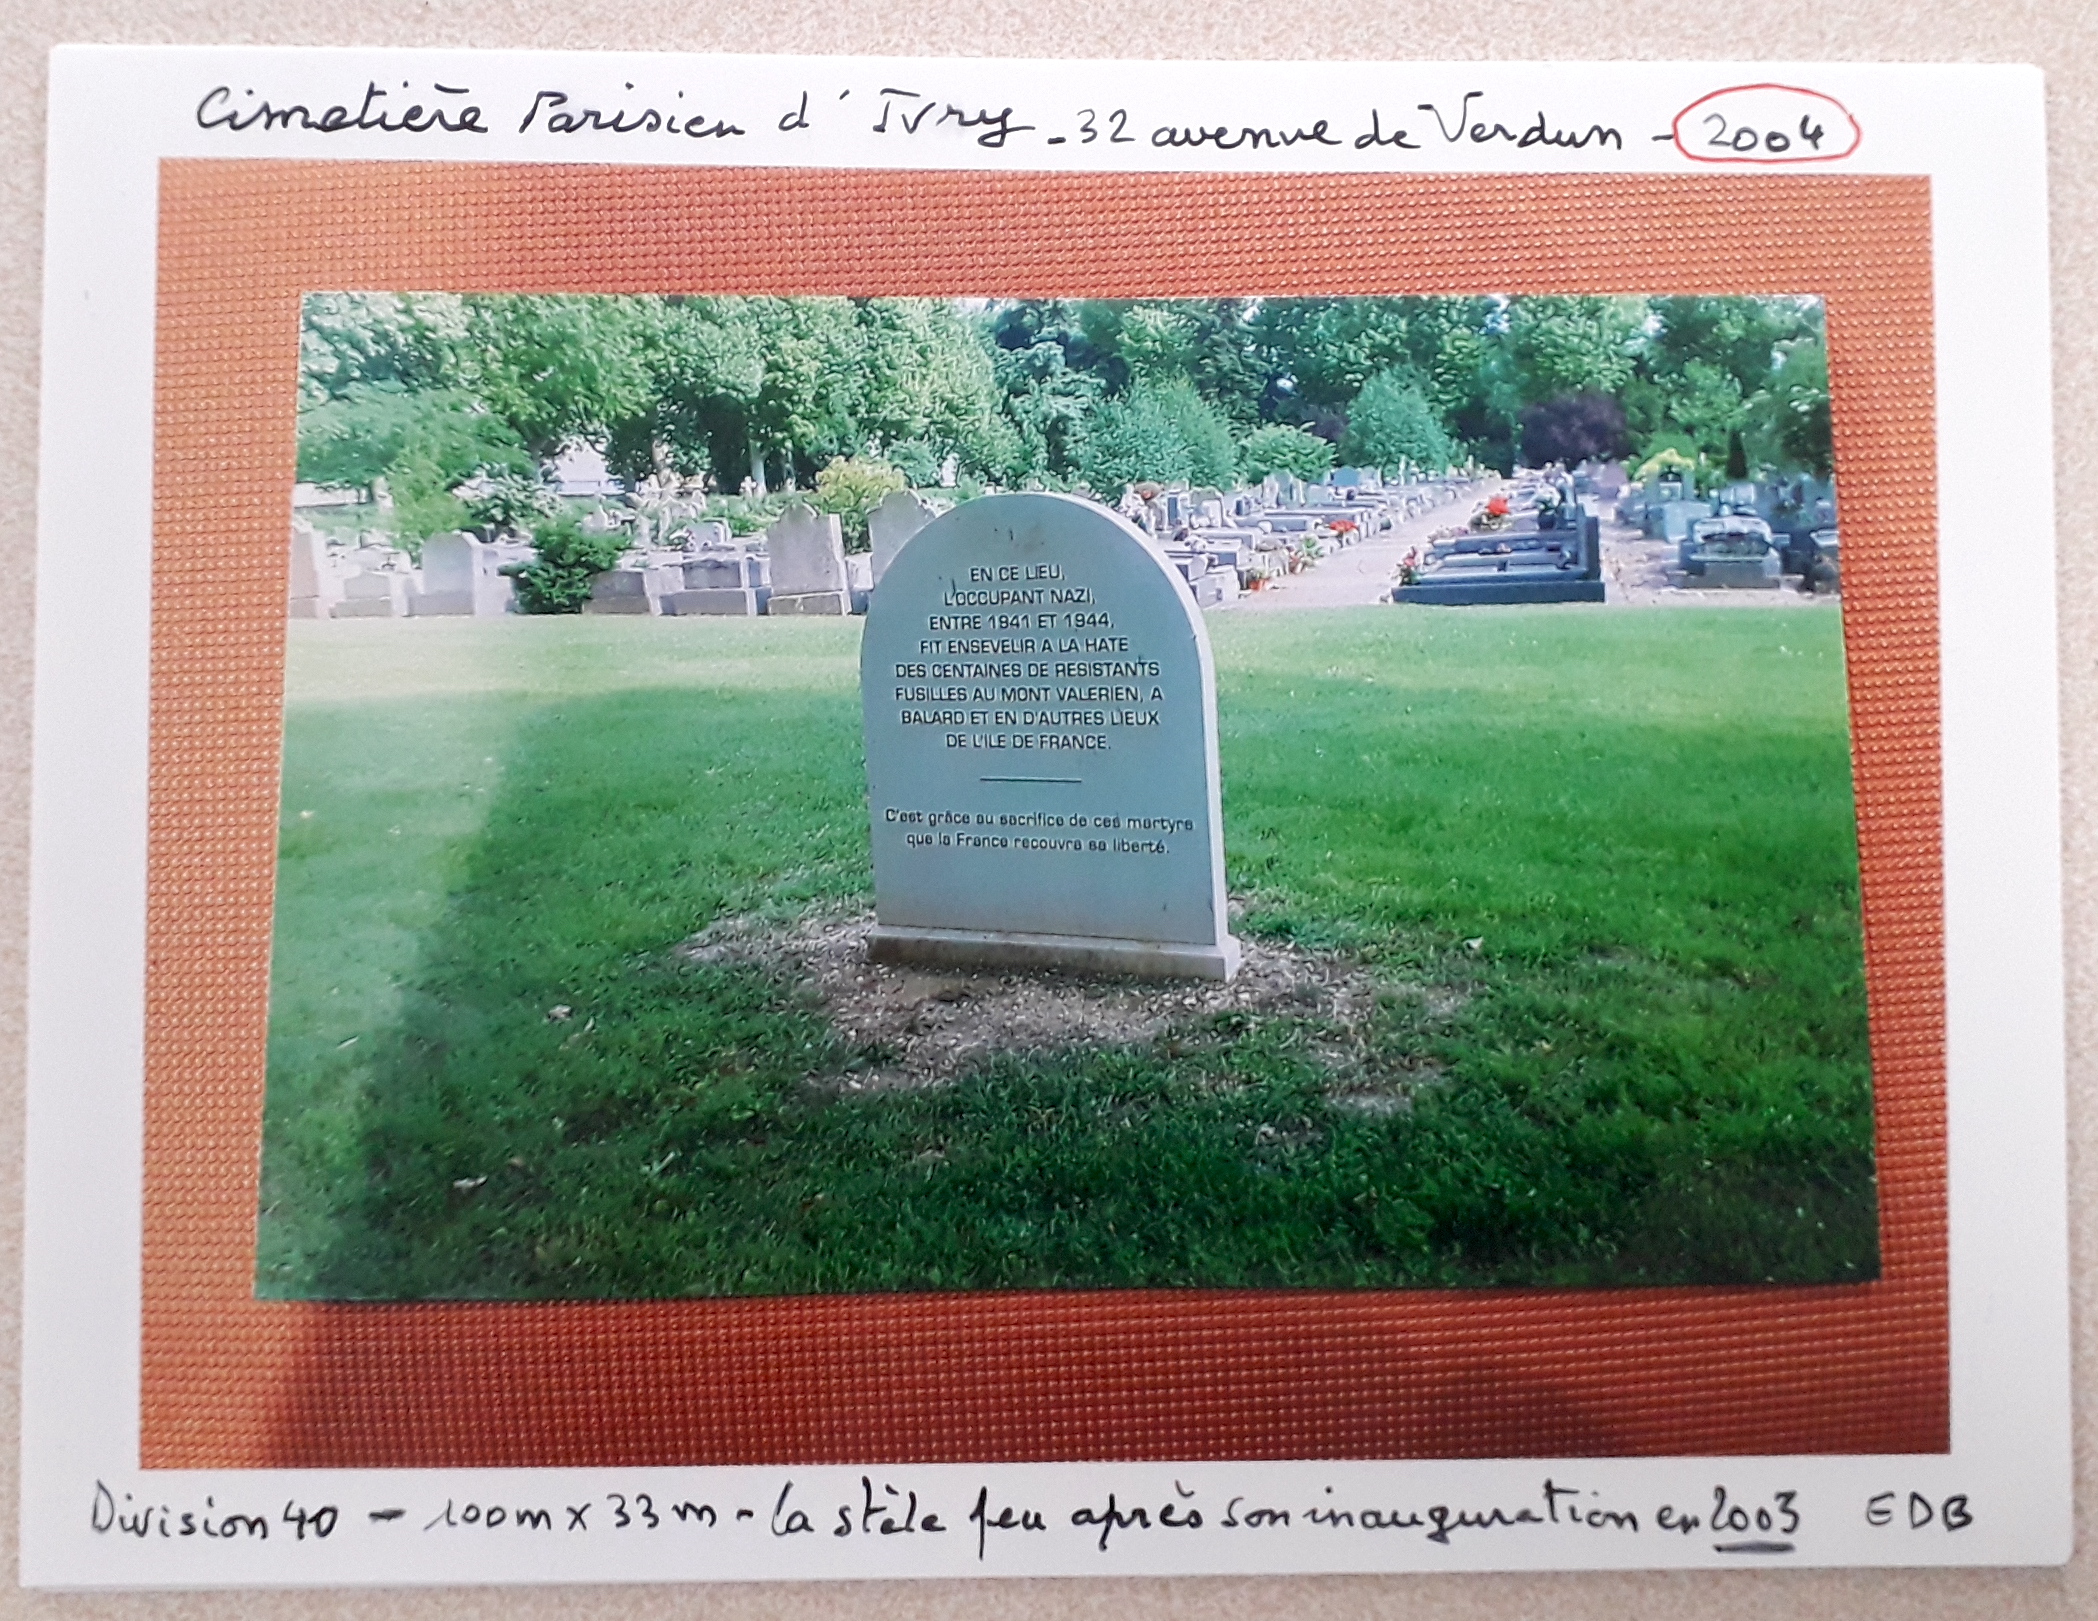 Cimetière Parisien d'Ivry - 32 avenue de Verdun - 2004
EN CE LIEU,
L'OCCUPANT NAZI,
ENTRE 1941 ET 1944,
FIT ENSEVELIR A LA HATE
DES CENTAINES DE RESISTANTS
FUSILLES AU MONT VALERIEN, A
BALARD ET EN D'AUTRES LIEUX
DE L'ILE DE FRANCE.
C'est grâce au sacrifice de ces martyrs
que la France recouvra sa liberté.
Division 40 - 100m x 33m - La stèle peu après son inauguration en 2003 EDB